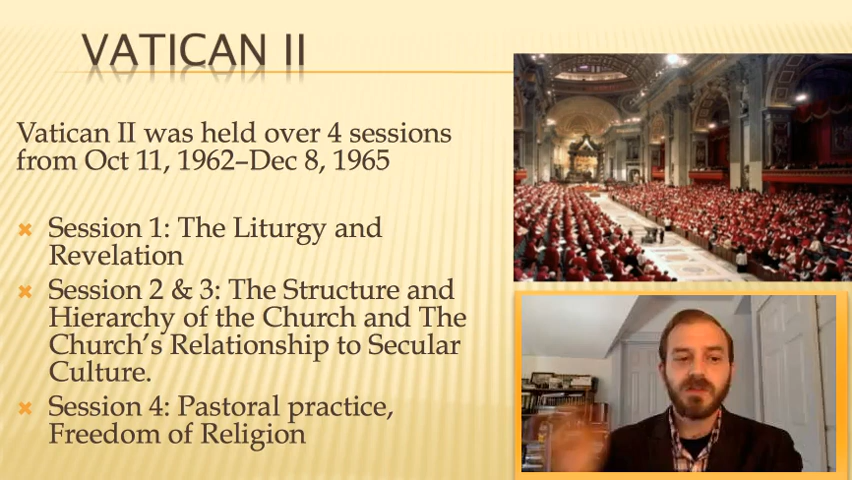 VATICAN II
Vatican II was held over 4 sessions
from Oct 11, 1962–Dec 8, 1965
Session 1: The Liturgy and
Revelation
Session 2 & 3: The Structure and
Hierarchy of the Church and The
Church's Relationship to Secular
Culture.
Session 4: Pastoral practice,
Freedom of Religion